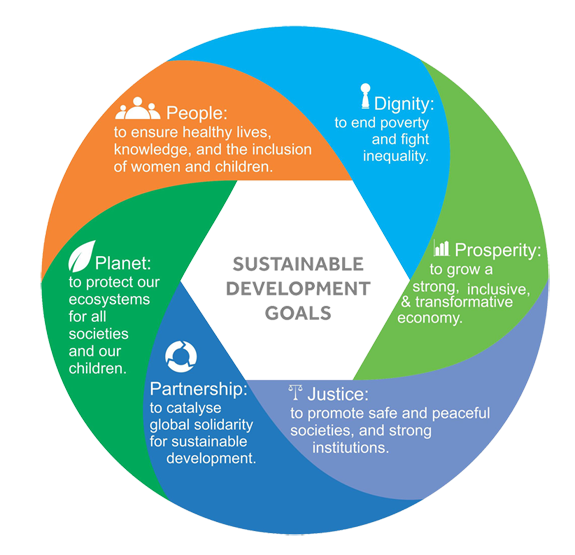 SUSTAINABLE
DEVELOPMENT
GOALS
Dignity:
to end poverty
and fight
inequality.
Prosperity:
to grow a
strong, inclusive,
& transformative
economy.
Justice:
to promote safe and peaceful
societies, and strong
institutions.
Partnership:
to catalyse
global solidarity
for sustainable
development.
Planet:
to protect our
ecosystems
for all
societies
and our
children.
People:
to ensure healthy lives,
knowledge, and the inclusion
of women and children.